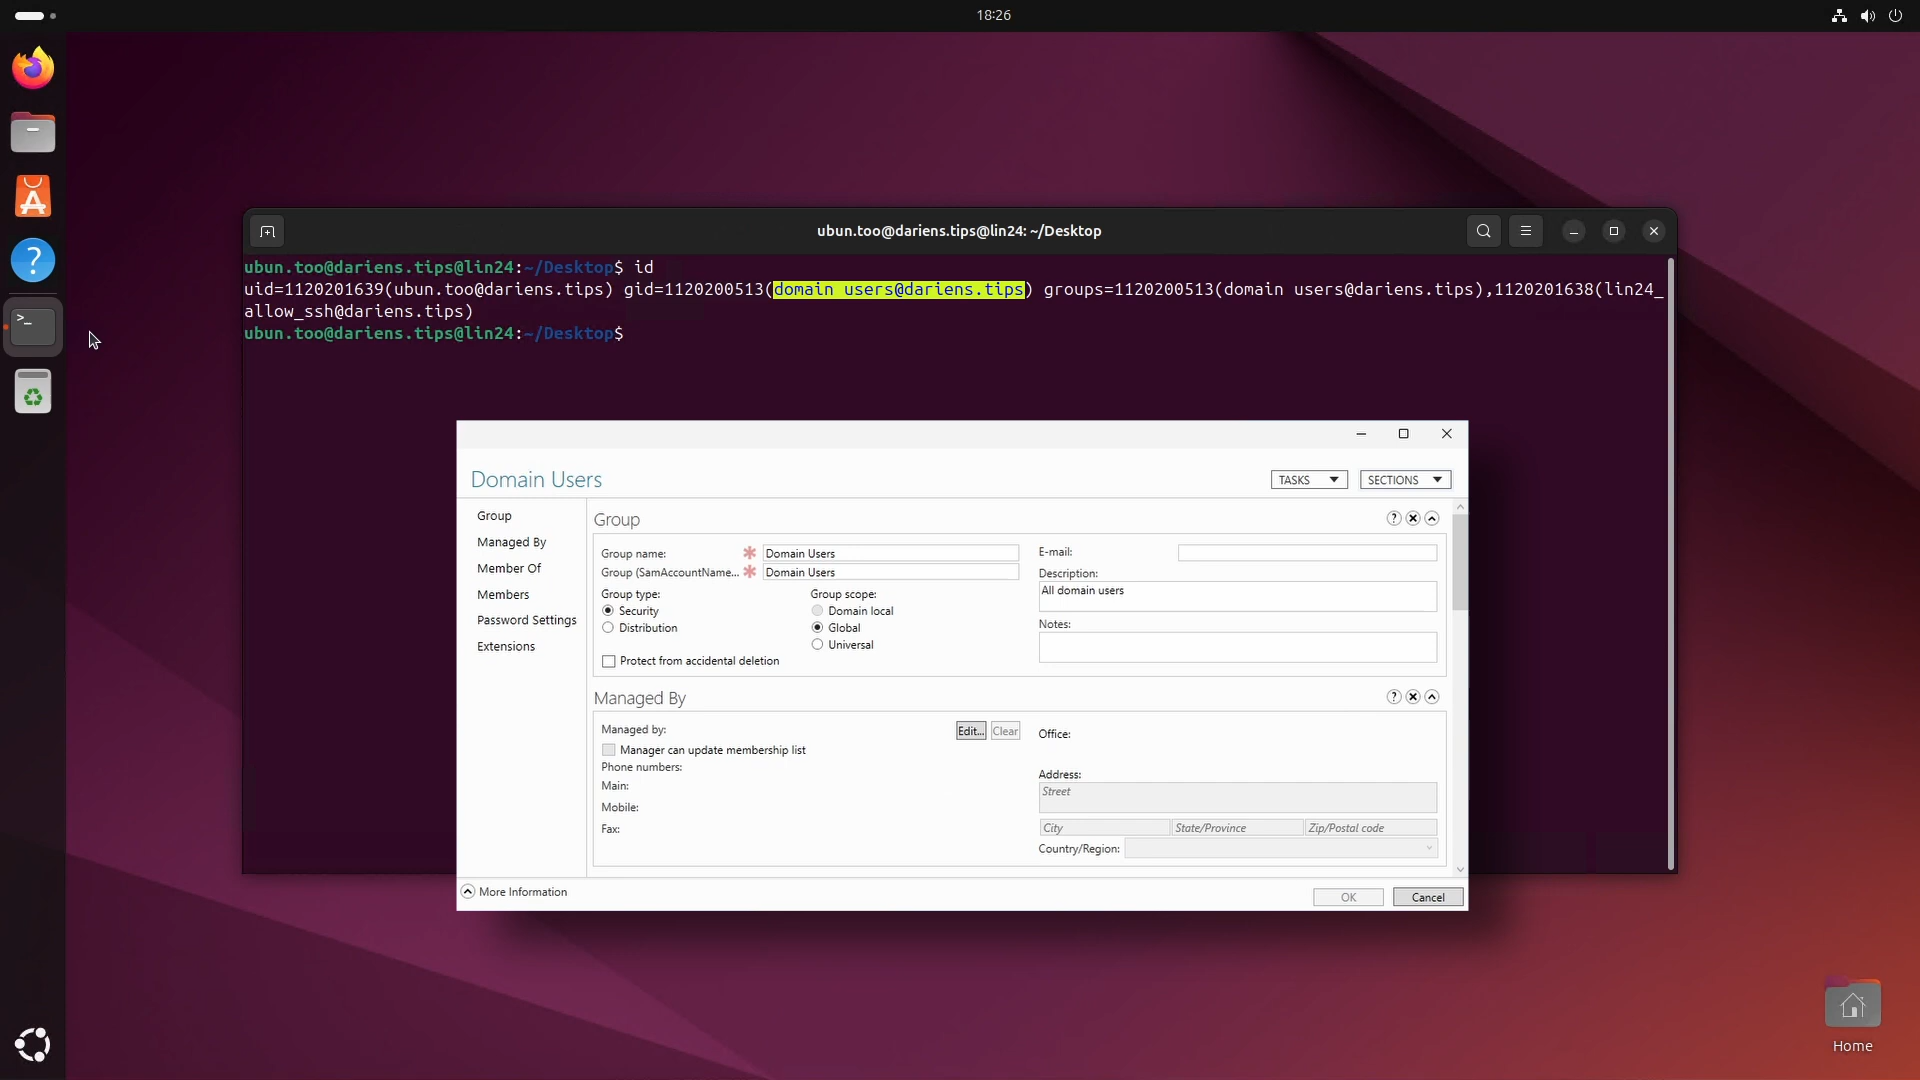 18:26
ubun.too@dariens.tips@lin24: ~/Desktop
ubun.too@dariens.tips@lin24:~/Desktop$ id
uid=1120201639(ubun.too@dariens.tips) gid=1120200513(domain users@dariens.tips) groups=1120200513(domain users@dariens.tips),1120201638(lin24_
allow_ssh@dariens.tips)
ubun.too@dariens.tips@lin24:~/Desktop$
Domain Users
TASKS
SECTIONS
Group
Managed By
Member Of
Members
Password Settings
Extensions
Group
Group name: Domain Users
Group (SamAccountName... Domain Users
Group type:
Security
Distribution
Group scope:
Domain local
Global
Universal
Protect from accidental deletion
E-mail:
Description:
All domain users
Notes:
Managed By
Managed by:
Edit...
Clear
Manager can update membership list
Phone numbers:
Main:
Mobile:
Fax:
Office:
Address:
Street
City
State/Province
Zip/Postal code
Country/Region:
More Information
OK
Cancel
Home